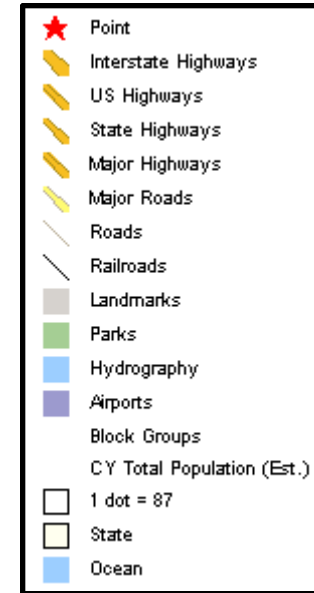 Point
Interstate Highways
US Highways
State Highways
Major Highways
Major Roads
Roads
Railroads
Landmarks
Parks
Hydrography
Airports
Block Groups
CY Total Population (Est.)
1 dot = 87
State
Ocean